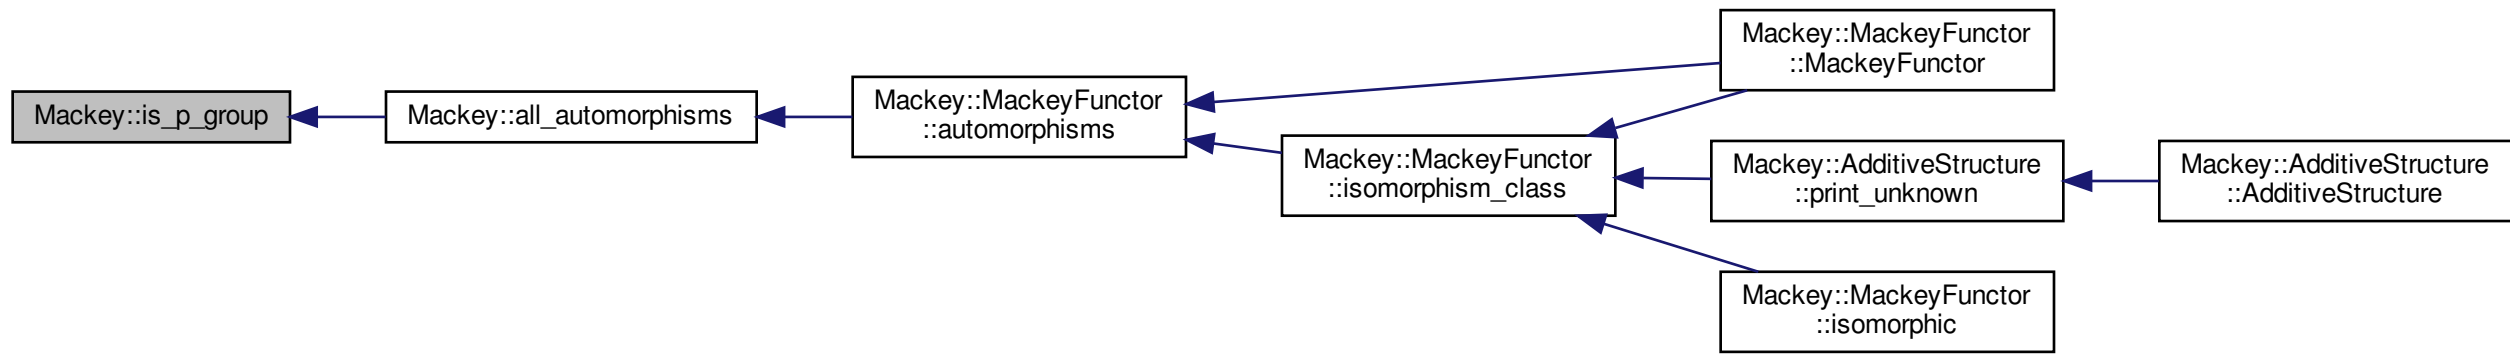 Mackey::is_p_group
Mackey::all_automorphisms
Mackey::MackeyFunctor
::automorphisms
Mackey::MackeyFunctor
::MackeyFunctor
Mackey::MackeyFunctor
::isomorphism_class
Mackey::AdditiveStructure
::print_unknown
Mackey::AdditiveStructure
::AdditiveStructure
Mackey::MackeyFunctor
::isomorphic